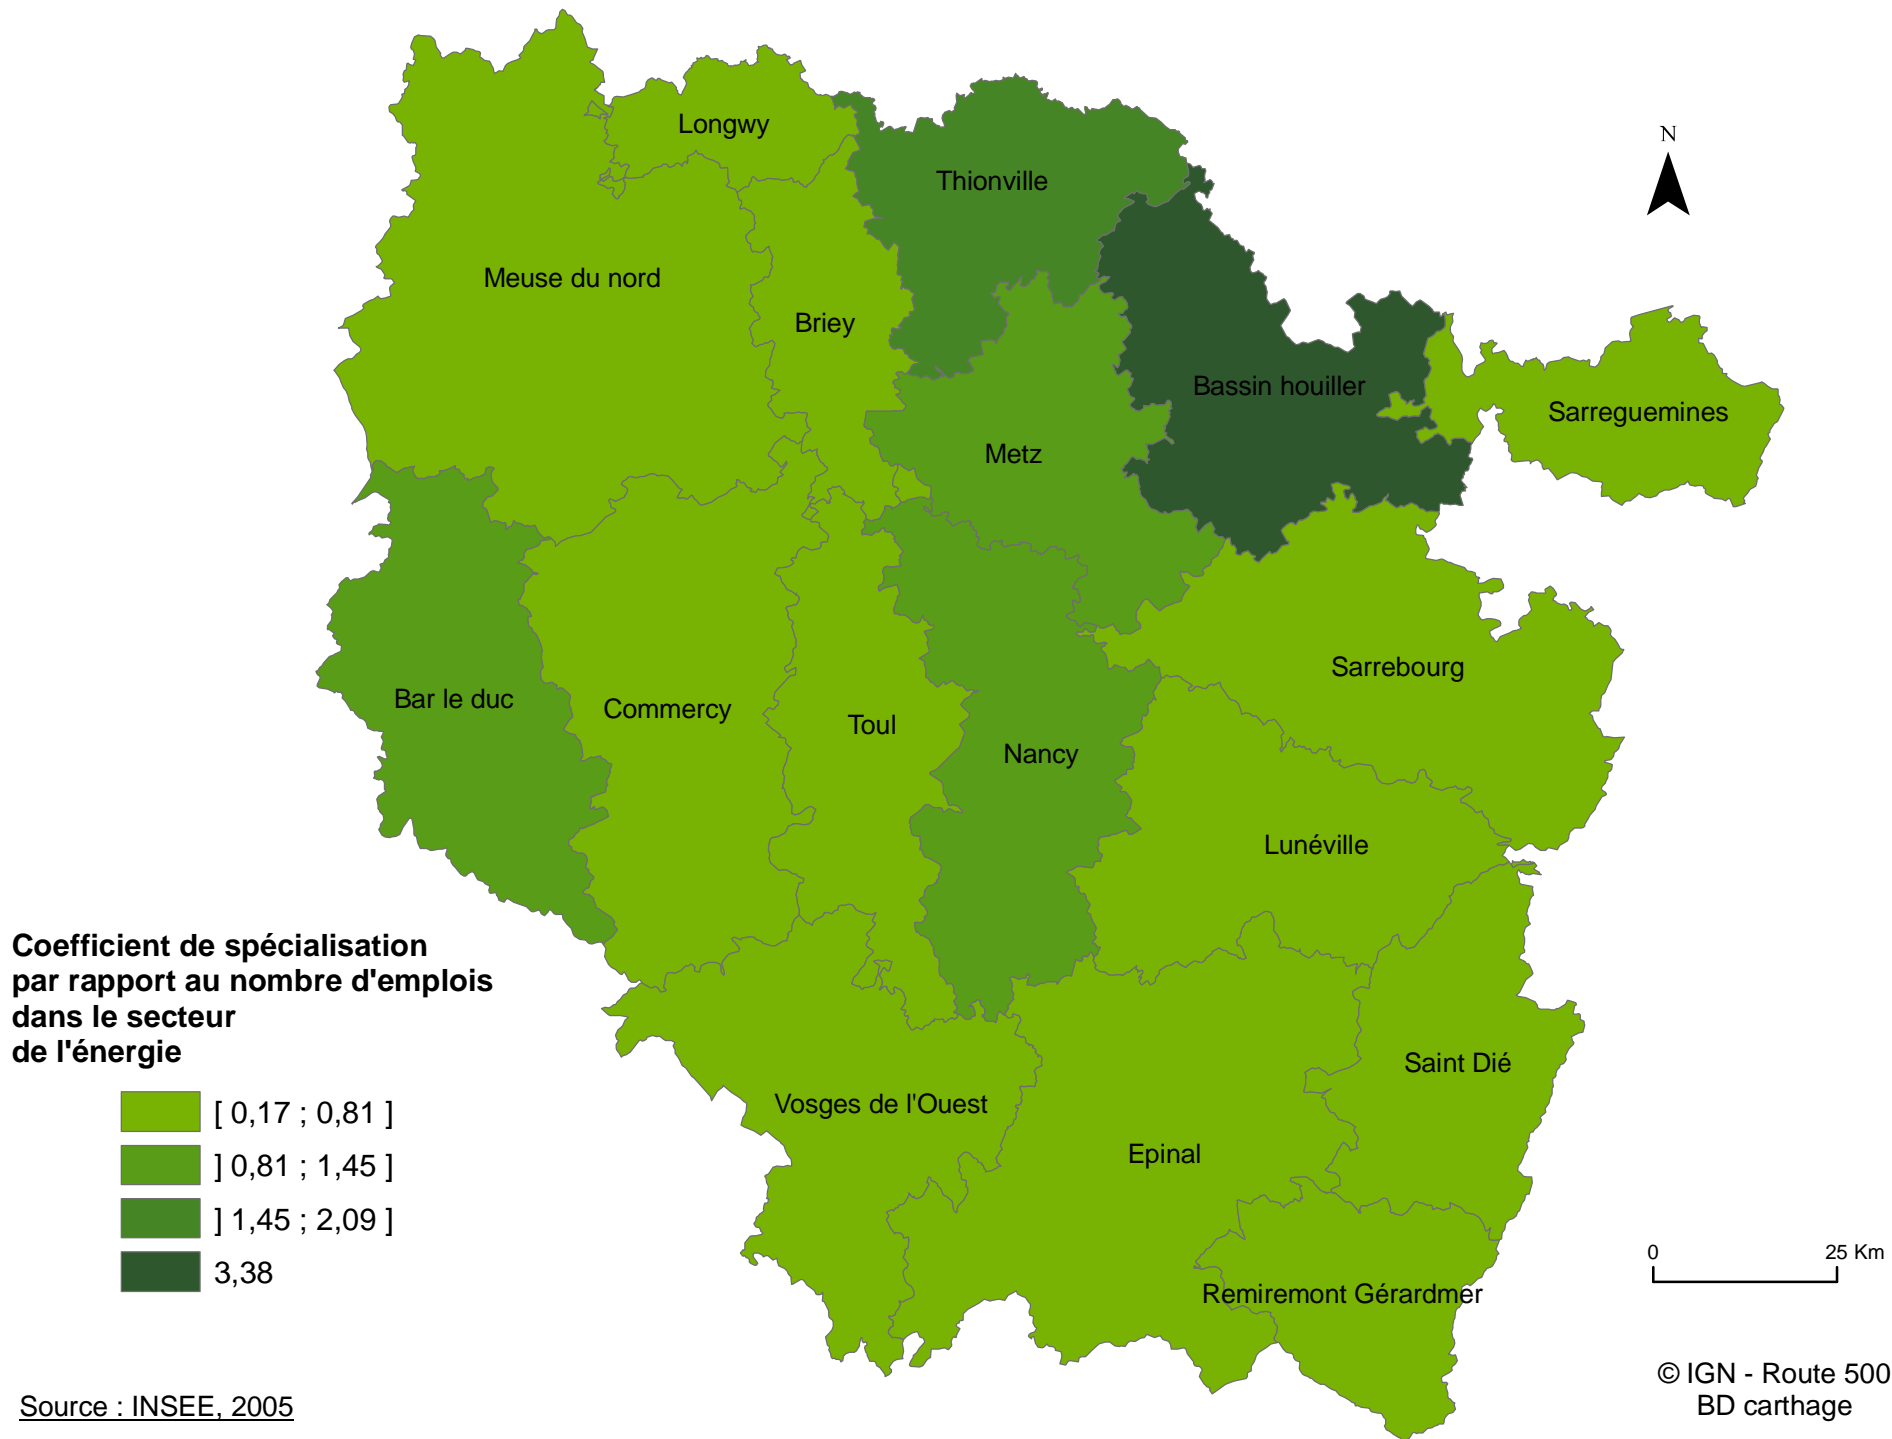 Longwy
N
Thionville
Meuse du nord
Briey
Bassin houiller
Sarreguemines
Metz
Sarrebourg
Bar le duc
Commercy
Toul
Nancy
Lunéville
Coefficient de spécialisation
par rapport au nombre d'emplois
dans le secteur
de l'énergie
[ 0,17 ; 0,81 ]
] 0,81 ; 1,45 ]
] 1,45 ; 2,09 ]
3,38
Saint Dié
Vosges de l'Ouest
Epinal
Remiremont Gérardmer
0 25 Km
Source : INSEE, 2005
© IGN - Route 500
BD carthage